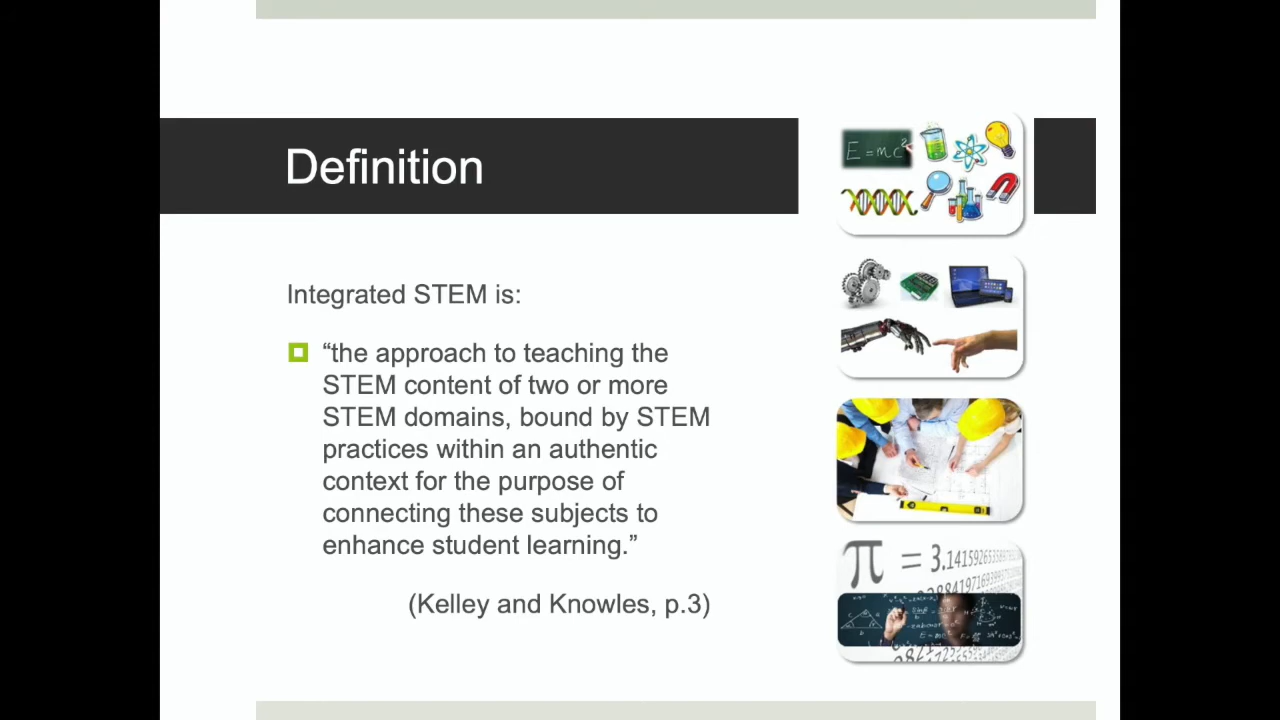 Definition
Integrated STEM is:
“the approach to teaching the
STEM content of two or more
STEM domains, bound by STEM
practices within an authentic
context for the purpose of
connecting these subjects to
enhance student learning.”
(Kelley and Knowles, p.3)
E=mc²
π = 3.141592653589